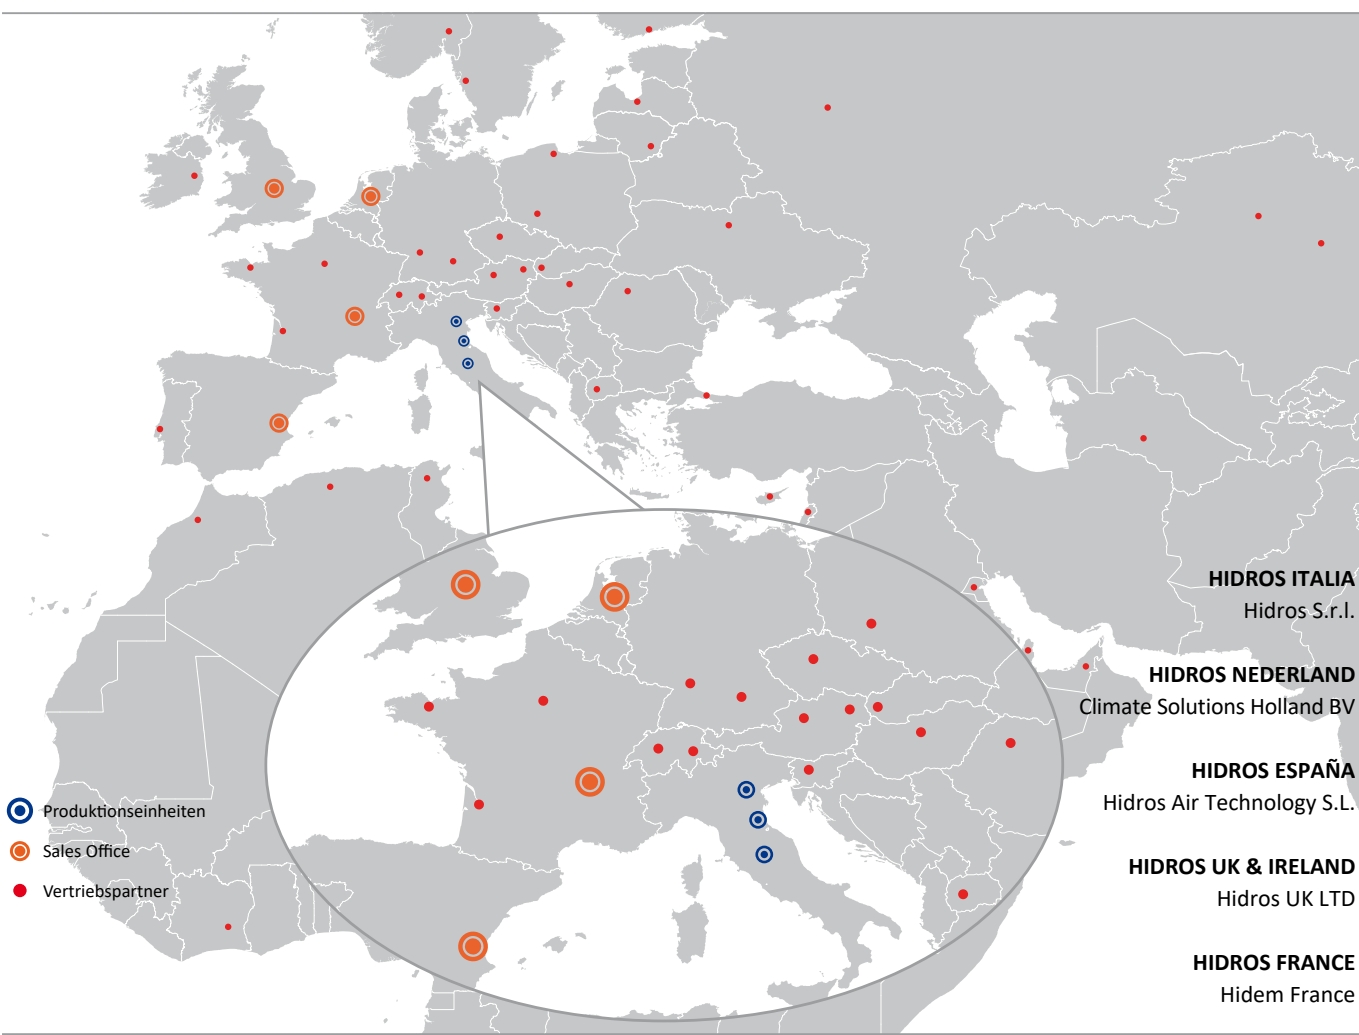 HIDROS ITALIA
Hidros S.r.l.
HIDROS NEDERLAND
Climate Solutions Holland BV
HIDROS ESPAÑA
Hidros Air Technology S.L.
HIDROS UK & IRELAND
Hidros UK LTD
HIDROS FRANCE
Hidem France
Produktionseinheiten
Sales Office
Vertriebspartner